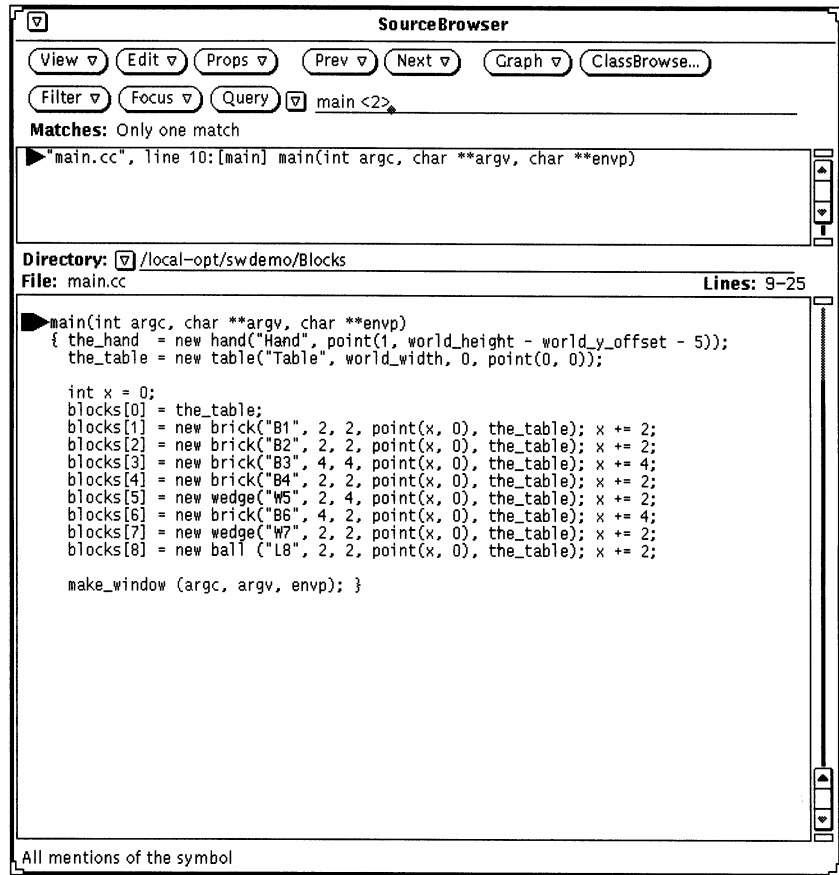 SourceBrowser
View Edit Props Prev Next Graph ClassBrowse...
Filter Focus Query main <2>
Matches: Only one match
"main.cc", line 10:[main] main(int argc, char **argv, char **envp)
Directory: /local-opt/swdemo/Blocks
File: main.cc Lines: 9-25
main(int argc, char **argv, char **envp)
{ the_hand  = new hand("Hand", point(1, world_height - world_y_offset - 5));
the_table = new table("Table", world_width, 0, point(0, 0));
int x = 0;
blocks[0] = the_table;
blocks[1] = new brick("B1", 2, 2, point(x, 0), the_table); x += 2;
blocks[2] = new brick("B2", 2, 2, point(x, 0), the_table); x += 2;
blocks[3] = new brick("B3", 4, 4, point(x, 0), the_table); x += 4;
blocks[4] = new brick("B4", 2, 2, point(x, 0), the_table); x += 2;
blocks[5] = new wedge("W5", 2, 4, point(x, 0), the_table); x += 2;
blocks[6] = new brick("B6", 4, 2, point(x, 0), the_table); x += 4;
blocks[7] = new wedge("W7", 2, 2, point(x, 0), the_table); x += 2;
blocks[8] = new ball ("L8", 2, 2, point(x, 0), the_table); x += 2;
make_window (argc, argv, envp); }
All mentions of the symbol